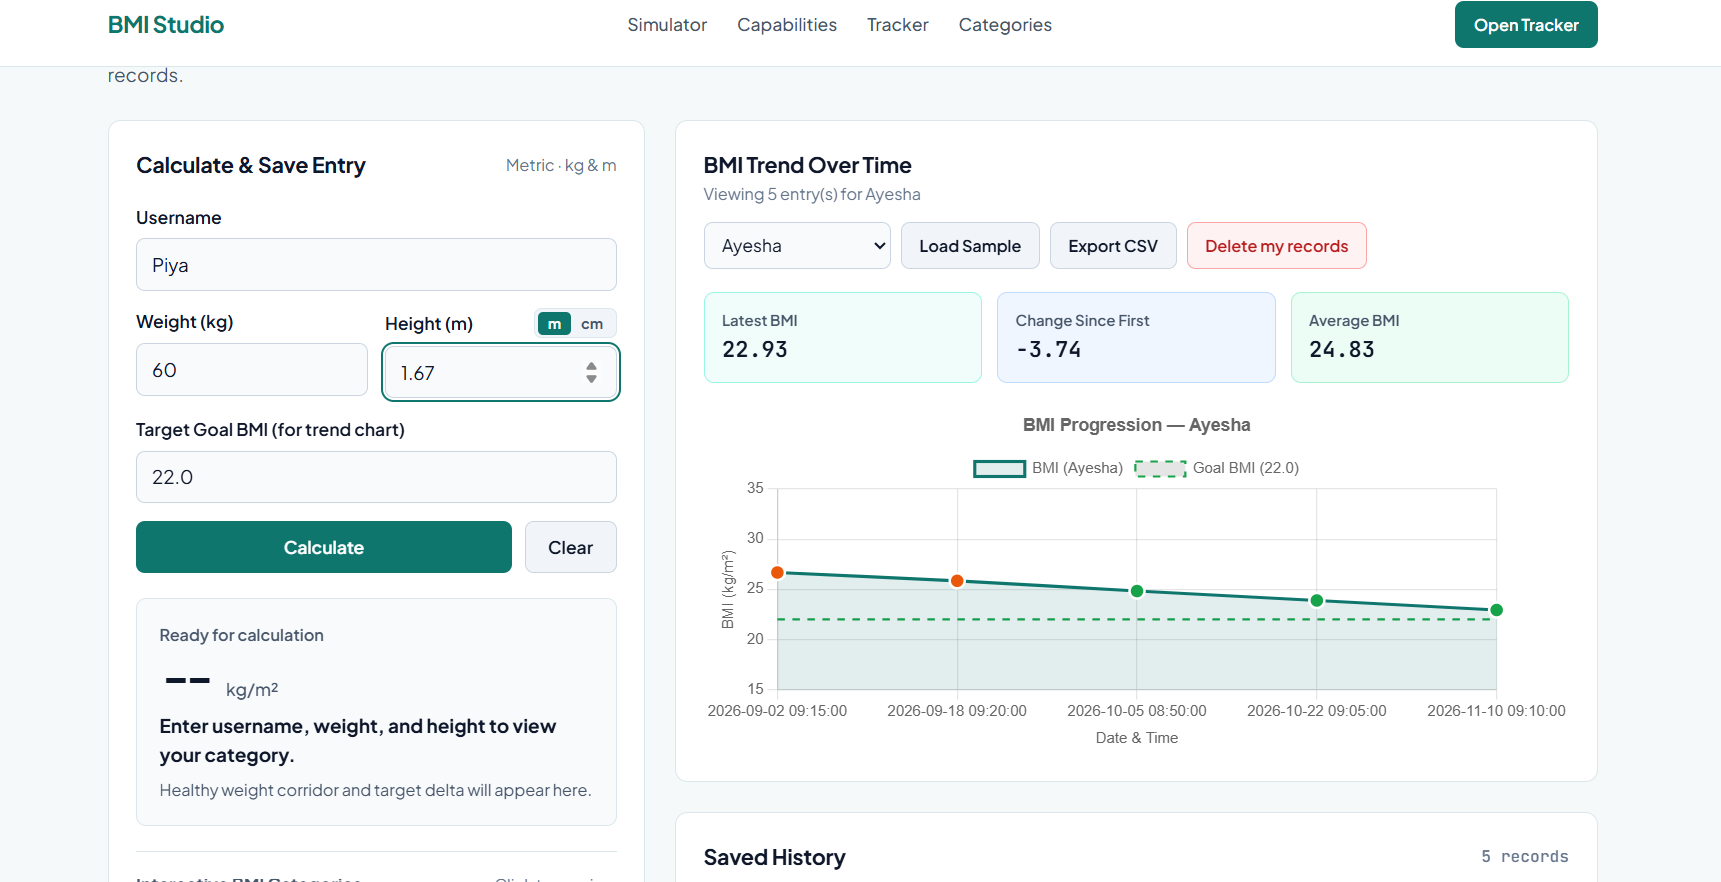 BMI Studio
Simulator
Capabilities
Tracker
Categories
Open Tracker
records.
Calculate & Save Entry
Metric · kg & m
Username
Piya
Weight (kg)
Height (m)
m
cm
60
1.67
Target Goal BMI (for trend chart)
22.0
Calculate
Clear
Ready for calculation
-- kg/m²
Enter username, weight, and height to view
your category.
Healthy weight corridor and target delta will appear here.
BMI Trend Over Time
Viewing 5 entry(s) for Ayesha
Ayesha
Load Sample
Export CSV
Delete my records
Latest BMI
22.93
Change Since First
-3.74
Average BMI
24.83
BMI Progression — Ayesha
BMI (Ayesha)
Goal BMI (22.0)
35
30
25
20
15
BMI (kg/m²)
2026-09-02 09:15:00
2026-09-18 09:20:00
2026-10-05 08:50:00
2026-10-22 09:05:00
2026-11-10 09:10:00
Date & Time
Saved History
5 records